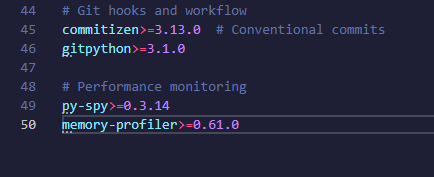 44 # Git hooks and workflow
45 commitizen>=3.13.0  # Conventional commits
46 gitpython>=3.1.0
47
48 # Performance monitoring
49 py-spy>=0.3.14
50 memory-profiler>=0.61.0